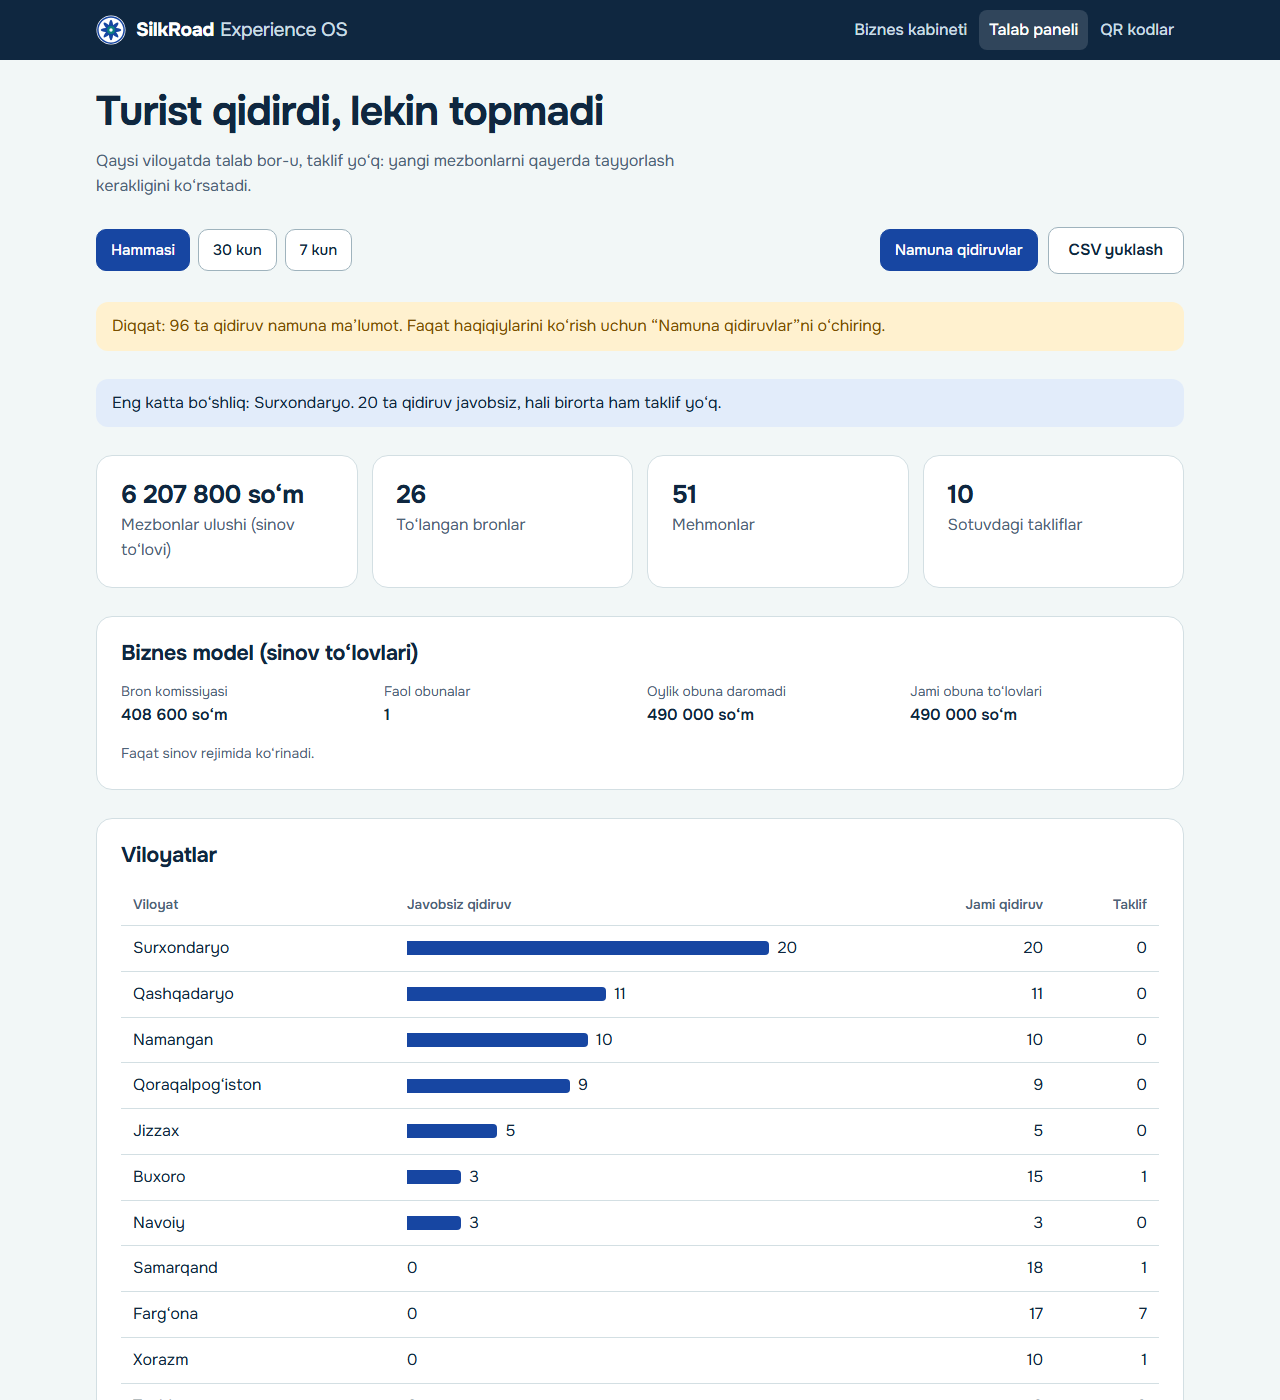 SilkRoad Experience OS
Biznes kabineti
Talab paneli
QR kodlar
Turist qidirdi, lekin topmadi
Qaysi viloyatda talab bor-u, taklif yo‘q: yangi mezbonlarni qayerda tayyorlash
kerakligini ko‘rsatadi.
Hammasi
30 kun
7 kun
Namuna qidiruvlar
CSV yuklash
Diqqat: 96 ta qidiruv namuna ma’lumot. Faqat haqiqiylarini ko‘rish uchun “Namuna qidiruvlar”ni o‘chiring.
Eng katta bo‘shliq: Surxondaryo. 20 ta qidiruv javobsiz, hali birorta ham taklif yo‘q.
6 207 800 so‘m
Mezbonlar ulushi (sinov
to‘lovi)
26
To‘langan bronlar
51
Mehmonlar
10
Sotuvdagi takliflar
Biznes model (sinov to‘lovlari)
Bron komissiyasi
408 600 so‘m
Faol obunalar
1
Oylik obuna daromadi
490 000 so‘m
Jami obuna to‘lovlari
490 000 so‘m
Faqat sinov rejimida ko‘rinadi.
Viloyatlar
Viloyat Javobsiz qidiruv Jami qidiruv Taklif
Surxondaryo 20 20 0
Qashqadaryo 11 11 0
Namangan 10 10 0
Qoraqalpog‘iston 9 9 0
Jizzax 5 5 0
Buxoro 3 15 1
Navoiy 3 3 0
Samarqand 0 18 1
Farg‘ona 0 17 7
Xorazm 0 10 1